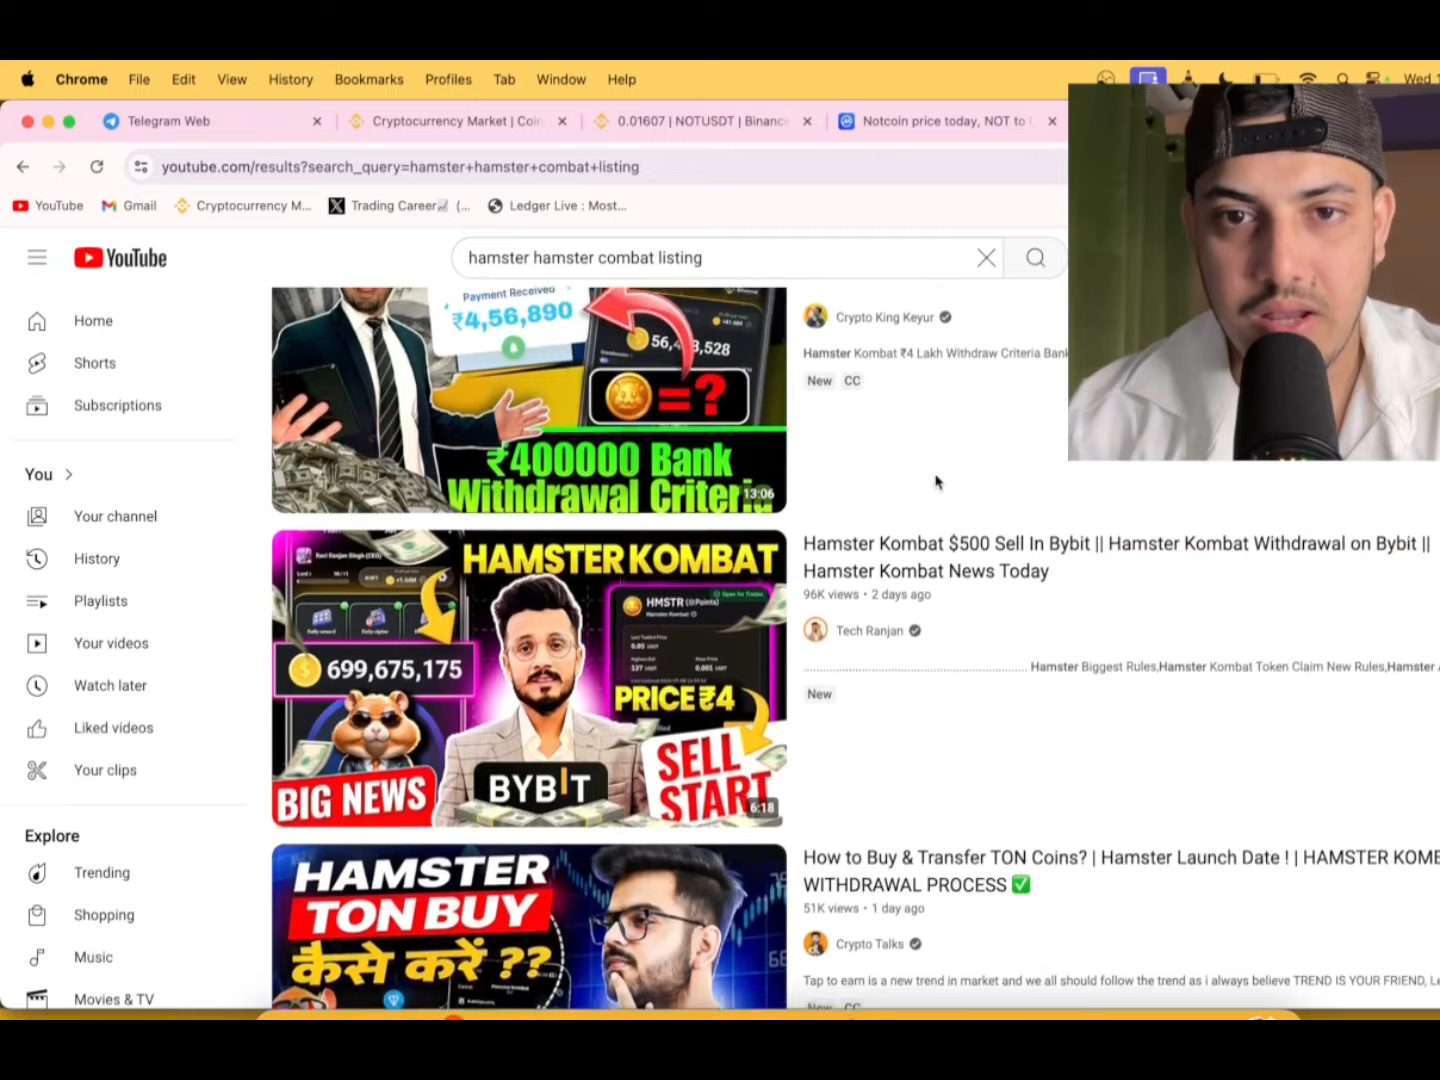 Chrome File Edit View History Bookmarks Profiles Tab Window Help
Wed
Telegram Web
Cryptocurrency Market | Coin
0.01607 | NOTUSDT | Binance
Notcoin price today, NOT to
youtube.com/results?search_query=hamster+hamster+combat+listing
YouTube
Gmail
Cryptocurrency M...
Trading Career (...
Ledger Live : Most...
YouTube
hamster hamster combat listing
Home
Shorts
Subscriptions
You
Your channel
History
Playlists
Your videos
Watch later
Liked videos
Your clips
Explore
Trending
Shopping
Music
Movies & TV
Payment Received
₹4,56,890
=?
₹400000 Bank
Withdrawal
13:06
Crypto King Keyur
Hamster Kombat ₹4 Lakh Withdraw Criteria Bank
New CC
HAMSTER KOMBAT
Ravi Ranjan Singh (CEO)
699,675,175
HMSTR
PRICE ₹4
BIG NEWS
BYBIT
SELL
START
6:18
Hamster Kombat $500 Sell In Bybit || Hamster Kombat Withdrawal on Bybit ||
Hamster Kombat News Today
96K views • 2 days ago
Tech Ranjan
Hamster Biggest Rules,Hamster Kombat Token Claim New Rules,Hamster
New
HAMSTER
TON BUY
कैसे करें ??
How to Buy & Transfer TON Coins? | Hamster Launch Date ! | HAMSTER
WITHDRAWAL PROCESS ✅
51K views • 1 day ago
Crypto Talks
Tap to earn is a new trend in market and we all should follow the trend as i always believe TREND IS YOUR FRIEND,
New CC